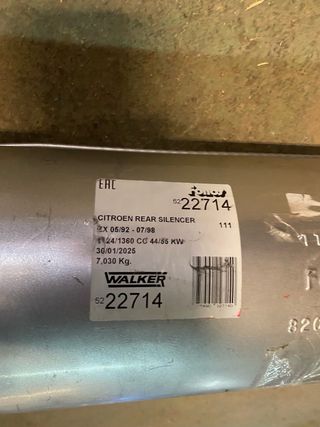 EAC
fonos
52 22714
CITROEN REAR SILENCER
ZX 05/92 - 07/98 111
1124/1360 CC 44/55 KW
30/01/2025
7,030 Kg.
WALKER
52 22714
820